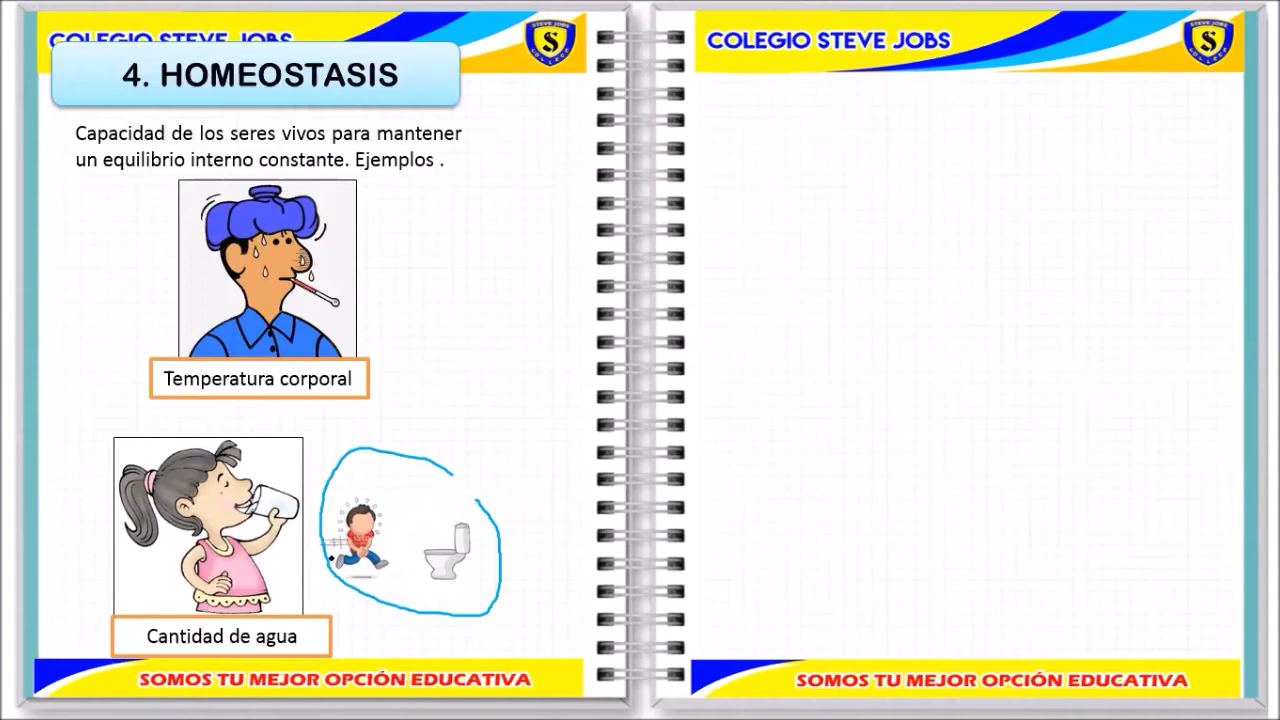 COLEGIO STEVE JOBS
4. HOMEOSTASIS
Capacidad de los seres vivos para mantener
un equilibrio interno constante. Ejemplos .
Temperatura corporal
Cantidad de agua
SOMOS TU MEJOR OPCIÓN EDUCATIVA
COLEGIO STEVE JOBS
SOMOS TU MEJOR OPCIÓN EDUCATIVA